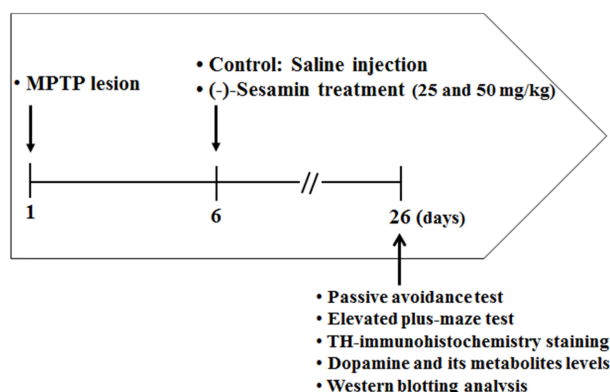 • MPTP lesion
• Control: Saline injection
• (-)-Sesamin treatment (25 and 50 mg/kg)
1
6
26 (days)
• Passive avoidance test
• Elevated plus-maze test
• TH-immunohistochemistry staining
• Dopamine and its metabolites levels
• Western blotting analysis